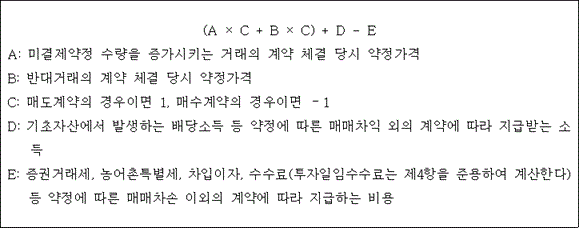 (A × C + B × C) + D - E
A: 미결제약정 수량을 증가시키는 거래의 계약 체결 당시 약정가격
B: 반대거래의 계약 체결 당시 약정가격
C: 매도계약의 경우이면 1, 매수계약의 경우이면 -1
D: 기초자산에서 발생하는 배당소득 등 약정에 따른 매매차익 외의 계약에 따라 지급받는 소
득
E: 증권거래세, 농어촌특별세, 차입이자, 수수료(투자일임수수료는 제4항을 준용하여 계산한다)
등 약정에 따른 매매차손 이외의 계약에 따라 지급하는 비용